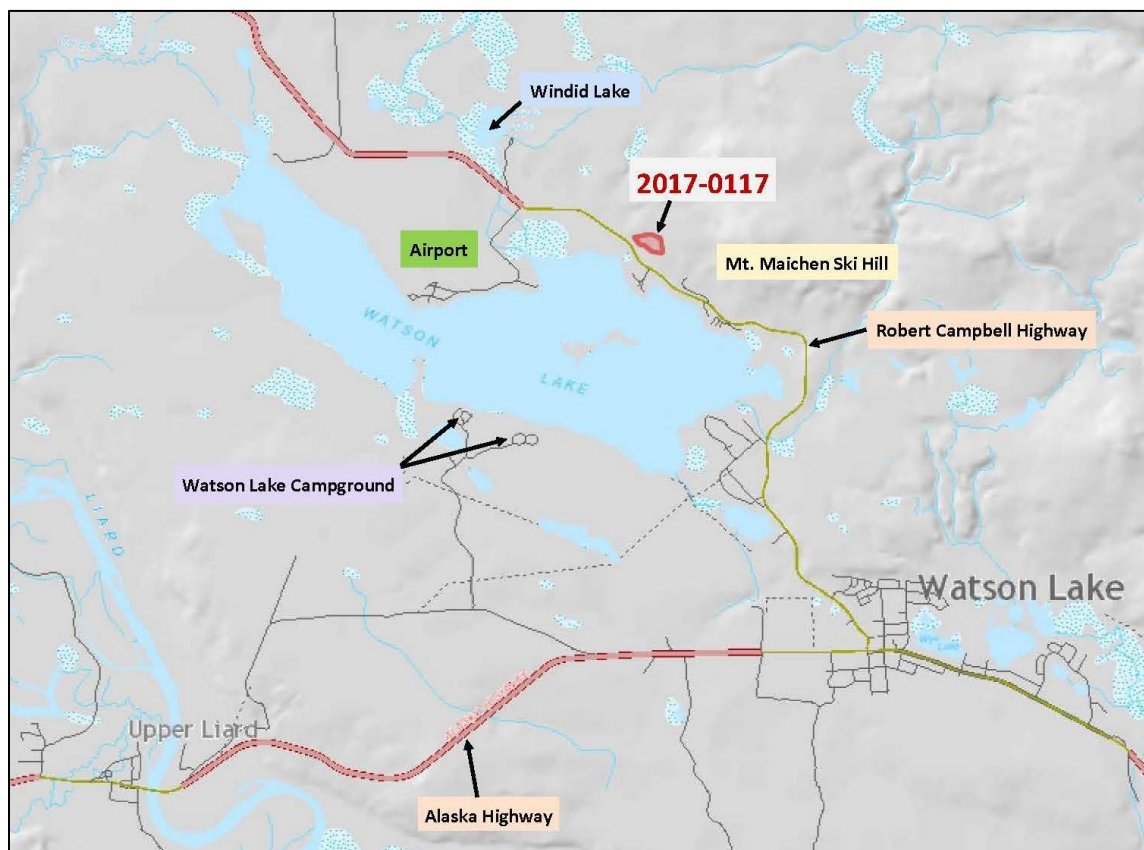 Windid Lake
2017-0117
Airport
Mt. Maichen Ski Hill
WATSON
LAKE
Robert Campbell Highway
Watson Lake Campground
LIARD
Watson Lake
Upper Liard
Alaska Highway